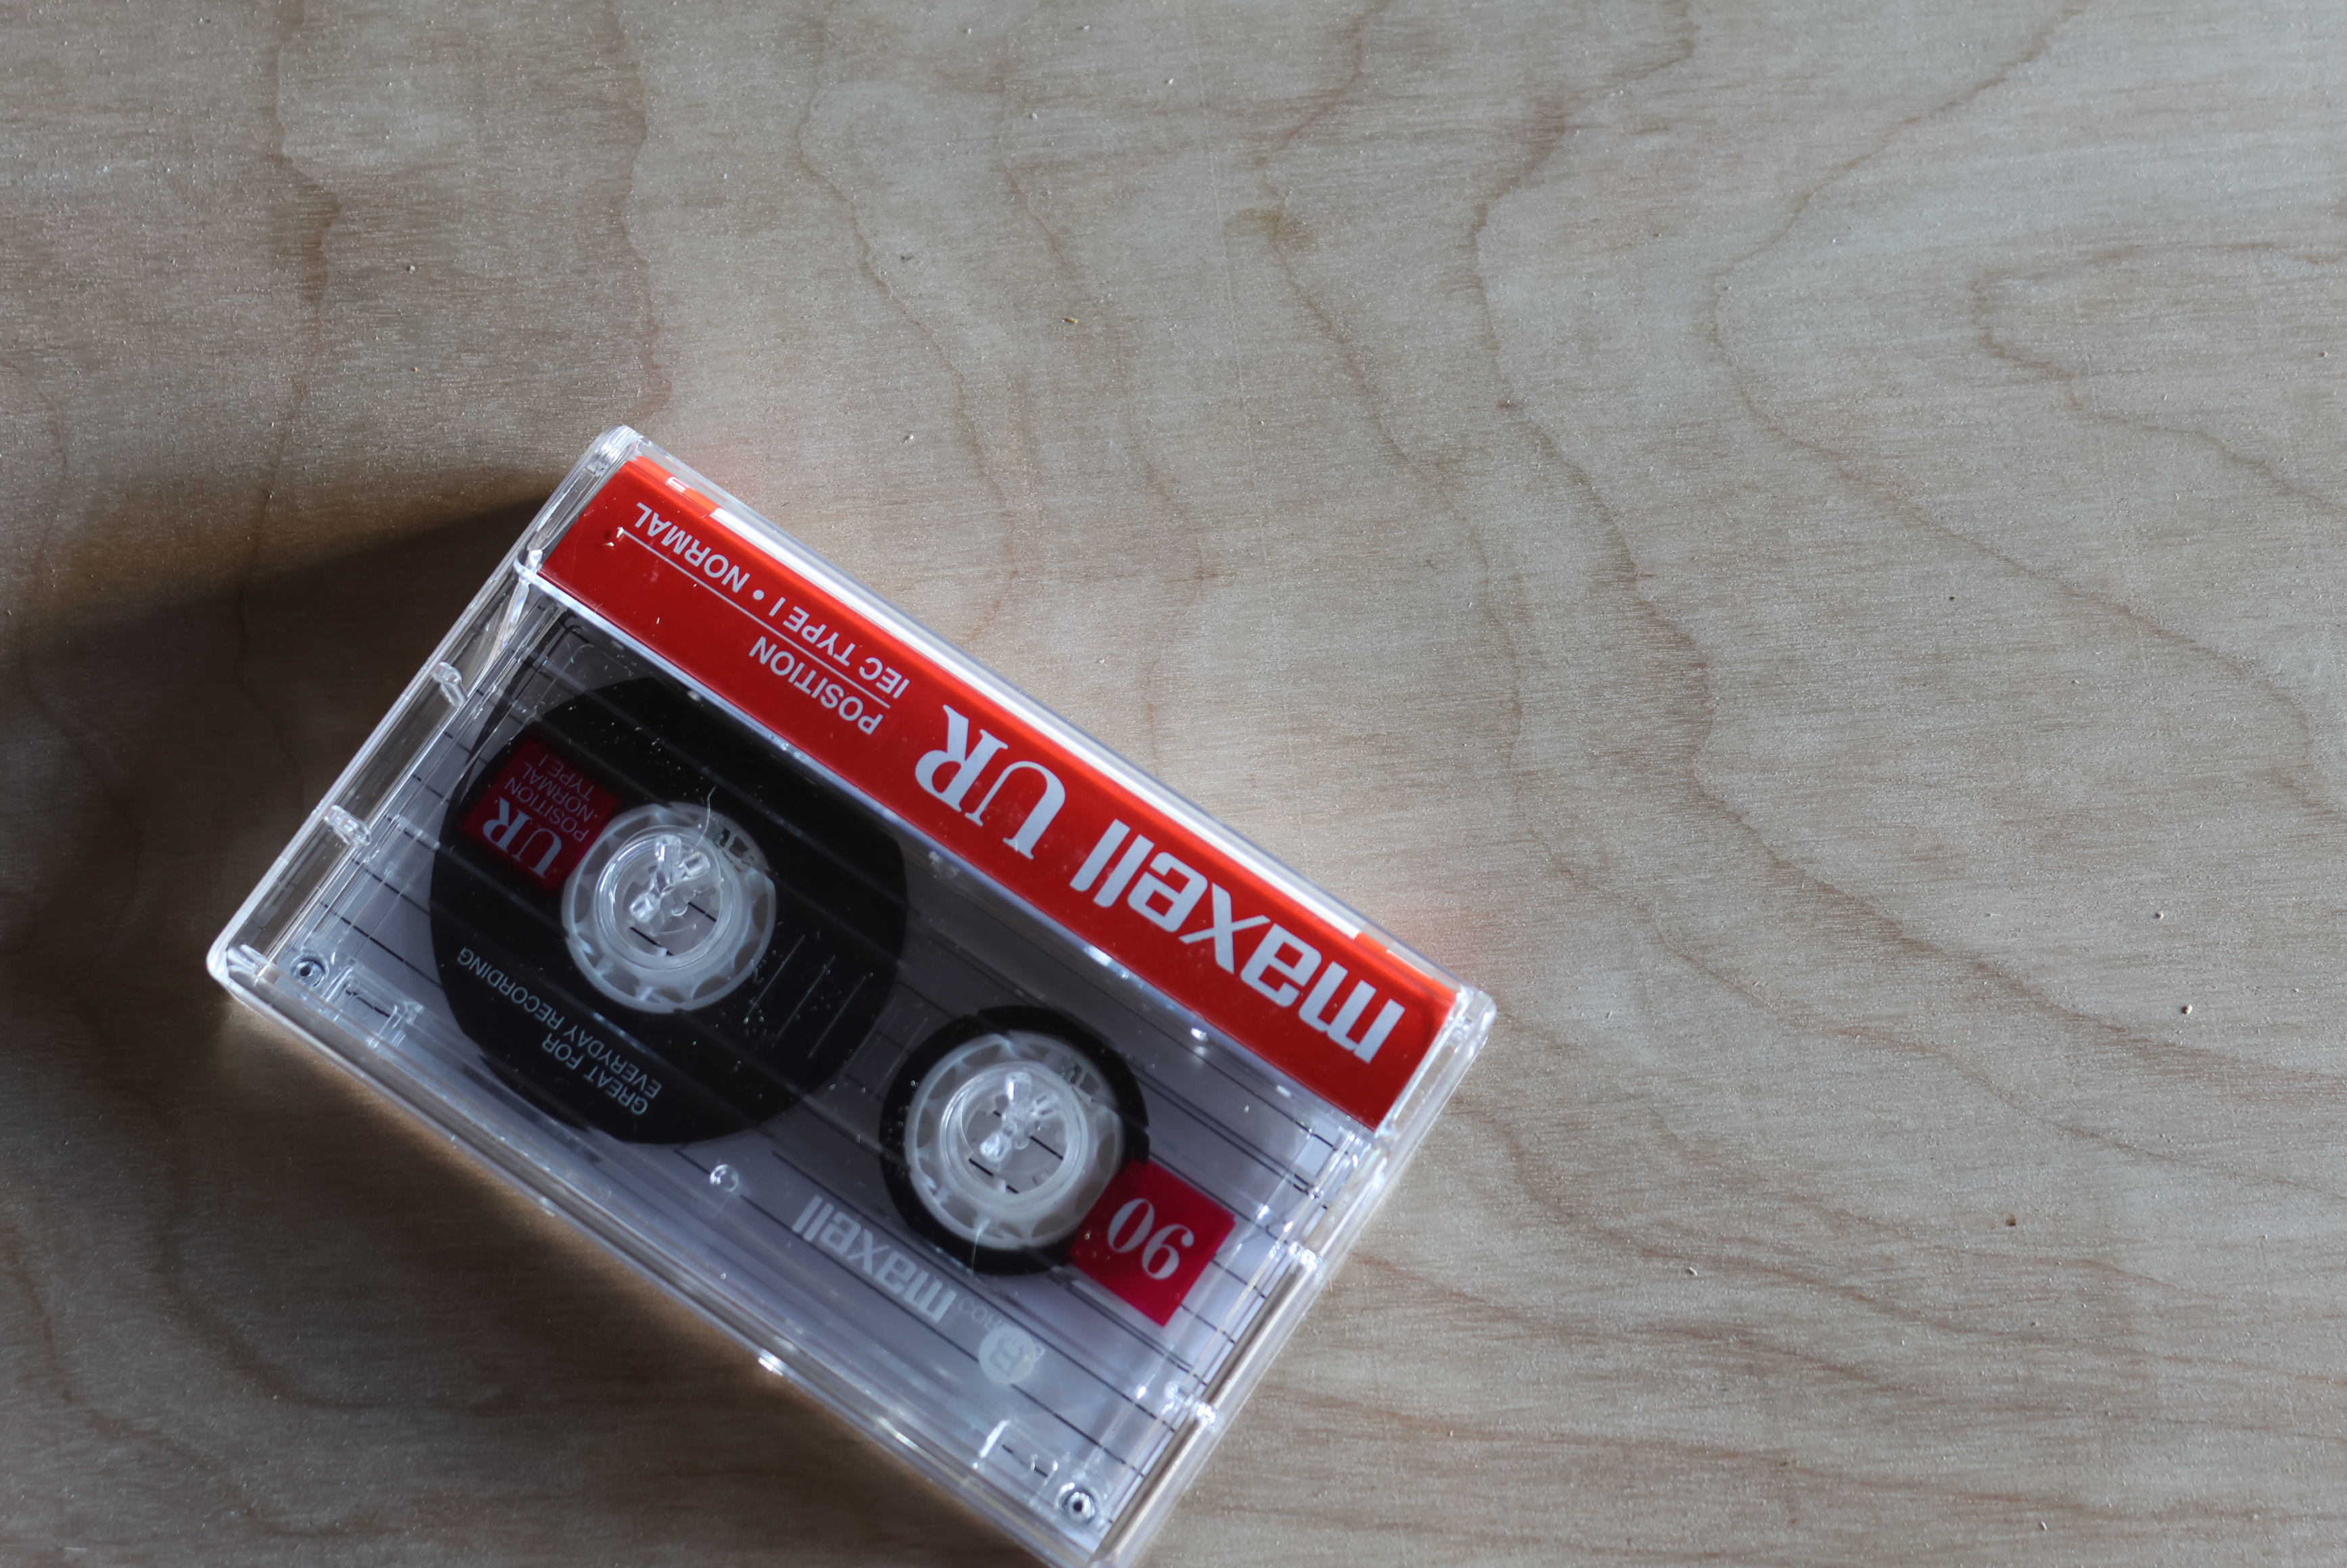 maxell UR
POSITION
IEC TYPE I • NORMAL
90
maxell
GREAT FOR
EVERYDAY RECORDING
UR
POSITION
NORMAL
TYPE I